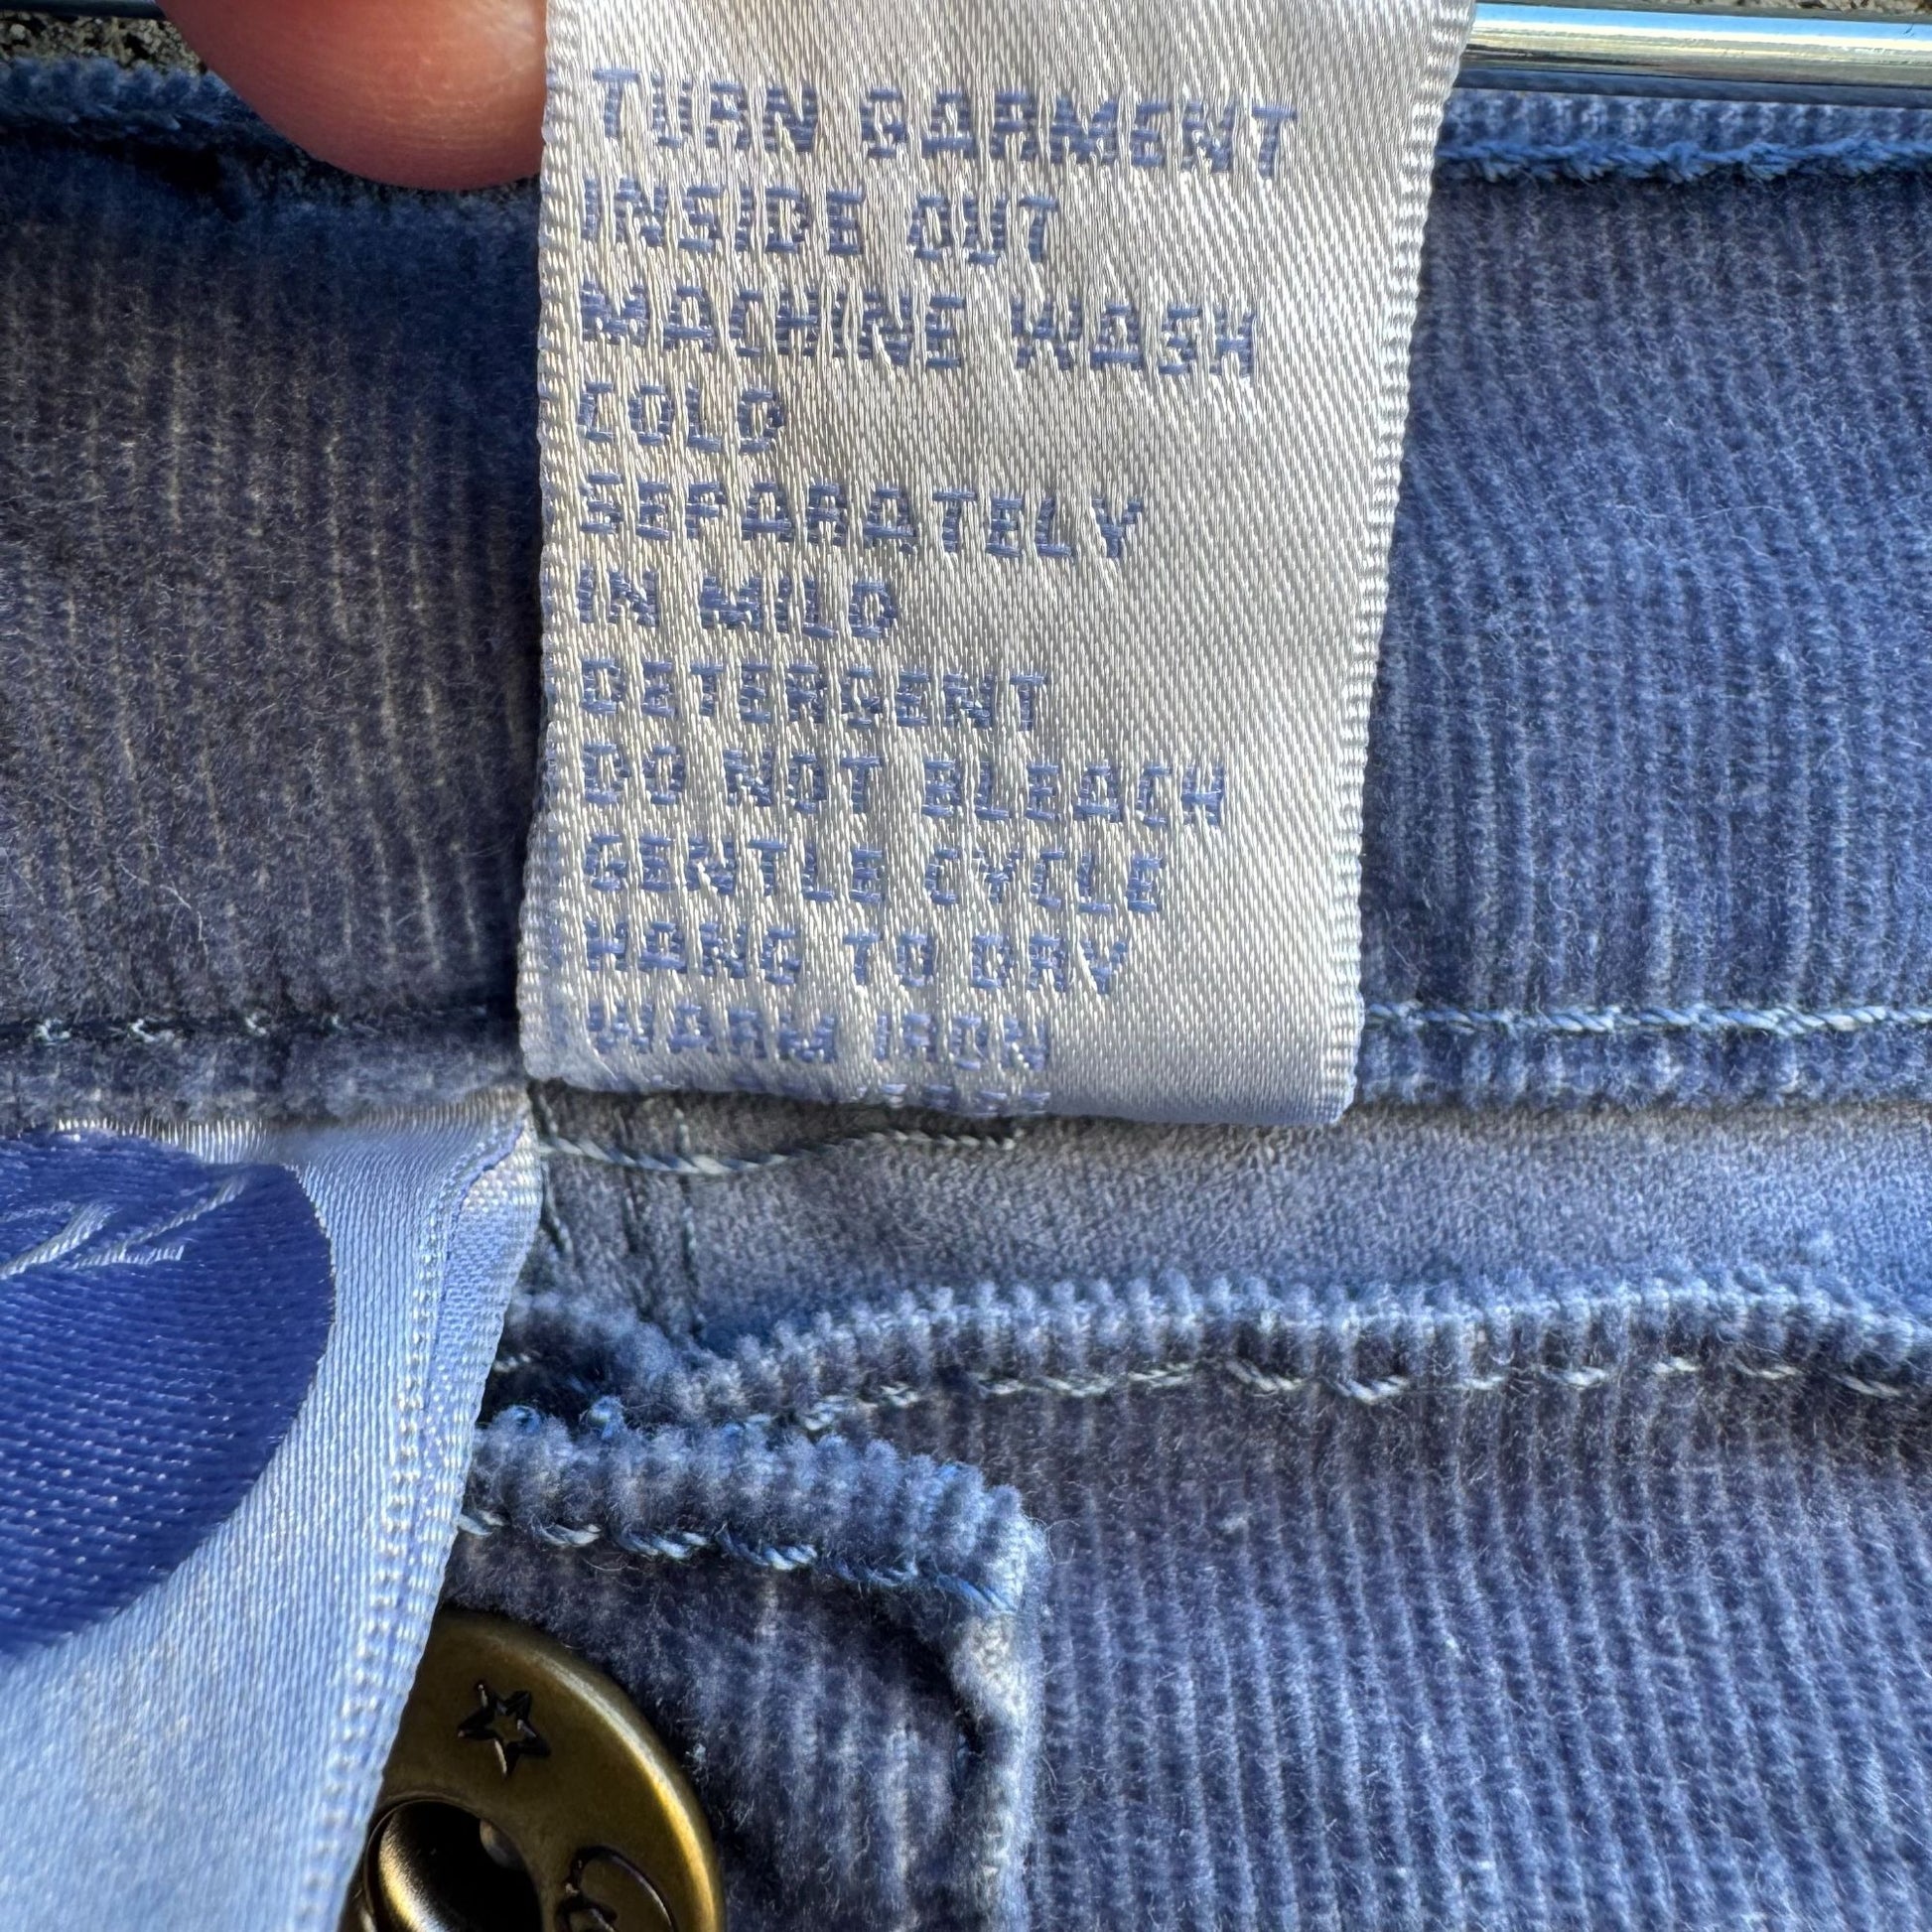 TURN GARMENT
INSIDE OUT
MACHINE WASH
COLD
SEPARATELY
IN MILD
DETERGENT
DO NOT BLEACH
GENTLE CYCLE
HANG TO DRY
WARM IRON